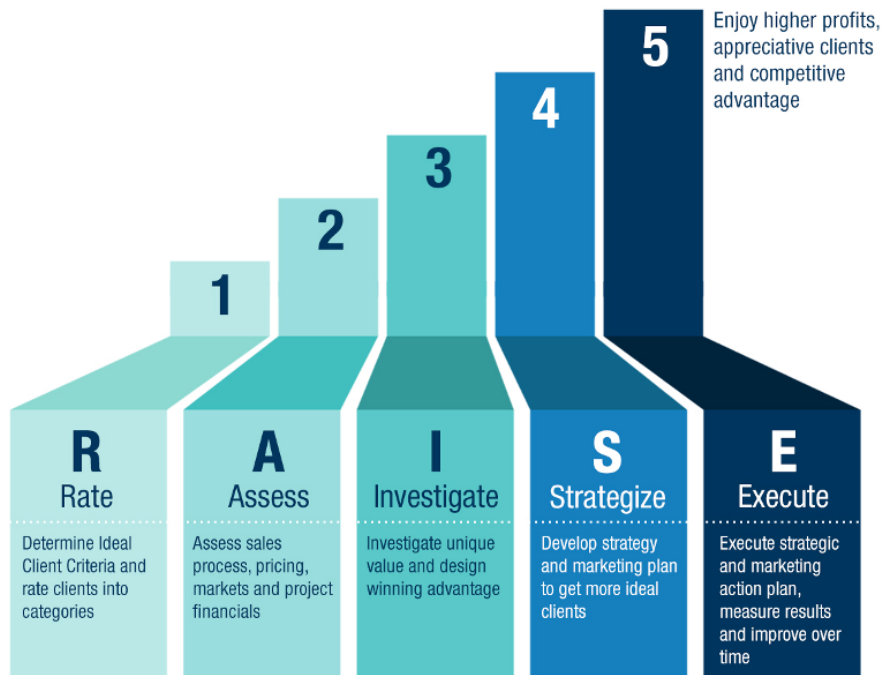 Enjoy higher profits,
appreciative clients
and competitive
advantage
1
2
3
4
5
R
Rate
Determine Ideal
Client Criteria and
rate clients into
categories
A
Assess
Assess sales
process, pricing,
markets and project
financials
I
Investigate
Investigate unique
value and design
winning advantage
S
Strategize
Develop strategy
and marketing plan
to get more ideal
clients
E
Execute
Execute strategic
and marketing
action plan,
measure results
and improve over
time